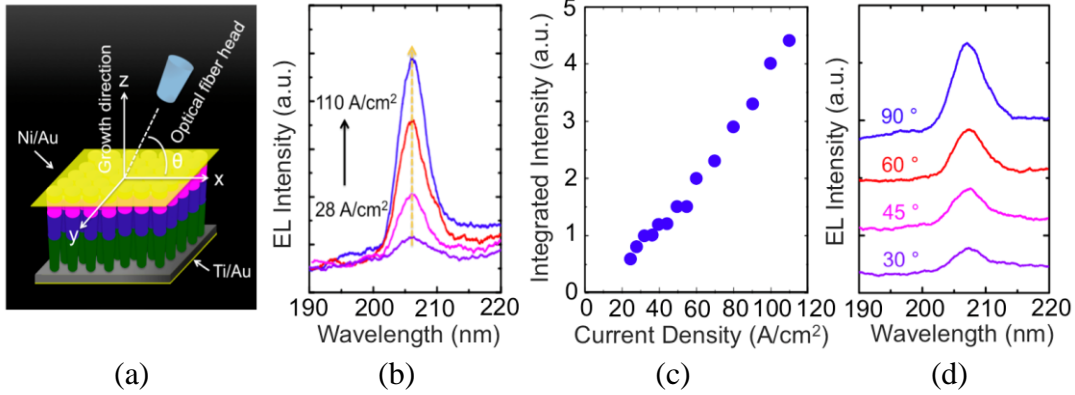 Growth direction
z
Optical fiber head
Ni/Au
θ
x
y
Ti/Au
(a)
EL Intensity (a.u.)
110 A/cm2
28 A/cm2
190 200 210 220
Wavelength (nm)
(b)
Integrated Intensity (a.u.)
5
4
3
2
1
0
0 20 40 60 80 100 120
Current Density (A/cm2)
(c)
EL Intensity (a.u.)
90 °
60 °
45 °
30 °
190 200 210 220
Wavelength (nm)
(d)